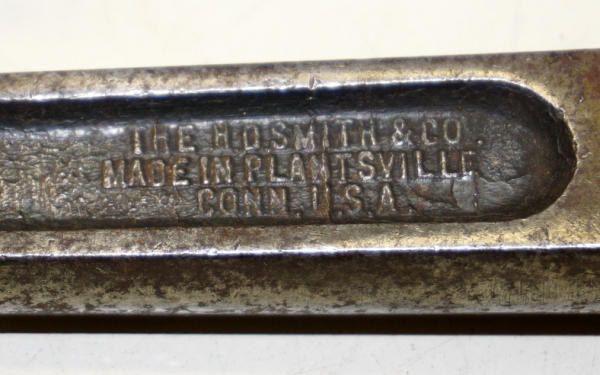 THE H.D. SMITH & CO.
MADE IN PLANTSVILLE
CONN. U.S.A.